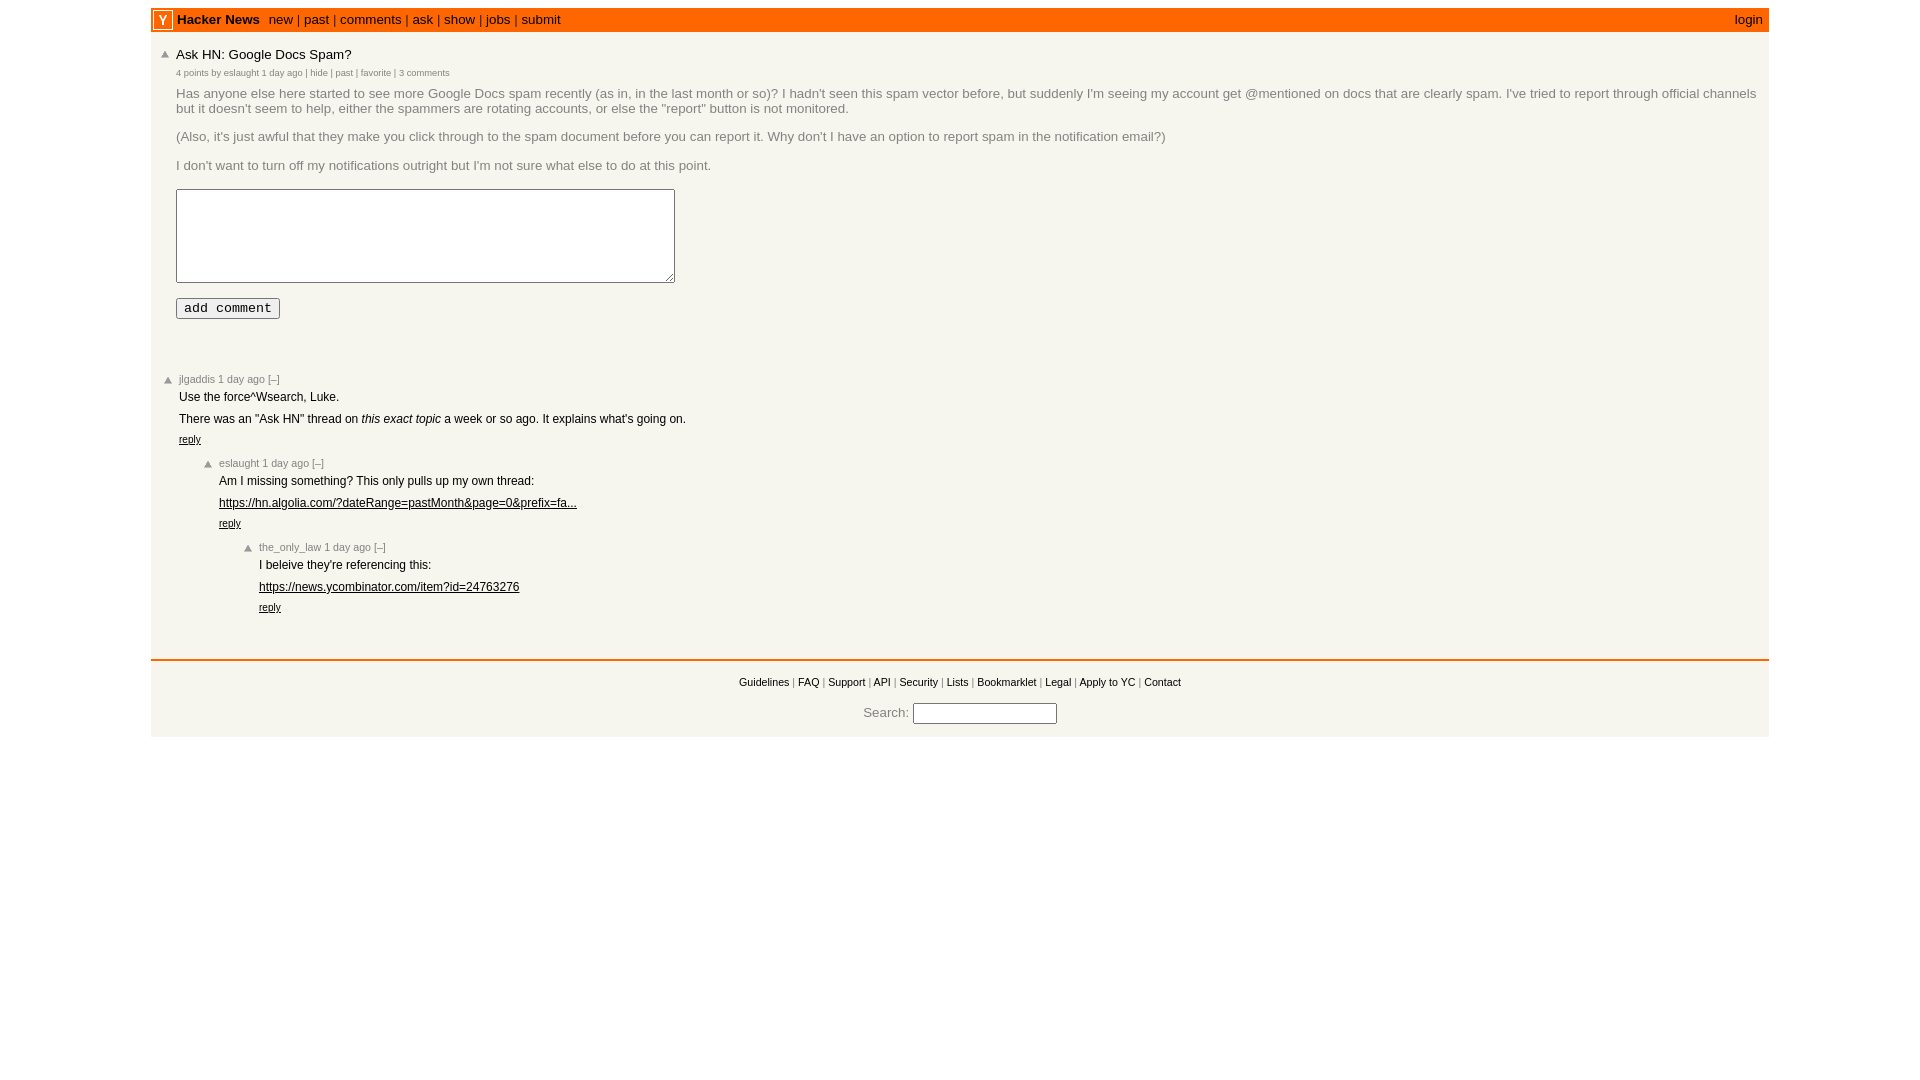 Y Hacker News new | past | comments | ask | show | jobs | submit login
Ask HN: Google Docs Spam?
4 points by eslaught 1 day ago | hide | past | favorite | 3 comments
Has anyone else here started to see more Google Docs spam recently (as in, in the last month or so)? I hadn't seen this spam vector before, but suddenly I'm seeing my account get @mentioned on docs that are clearly spam. I've tried to report through official channels
but it doesn't seem to help, either the spammers are rotating accounts, or else the "report" button is not monitored.
(Also, it's just awful that they make you click through to the spam document before you can report it. Why don't I have an option to report spam in the notification email?)
I don't want to turn off my notifications outright but I'm not sure what else to do at this point.
add comment
jlgaddis 1 day ago [–]
Use the force^Wsearch, Luke.
There was an "Ask HN" thread on this exact topic a week or so ago. It explains what's going on.
reply
eslaught 1 day ago [–]
Am I missing something? This only pulls up my own thread:
https://hn.algolia.com/?dateRange=pastMonth&page=0&prefix=fa...
reply
the_only_law 1 day ago [–]
I beleive they're referencing this:
https://news.ycombinator.com/item?id=24763276
reply
Guidelines | FAQ | Support | API | Security | Lists | Bookmarklet | Legal | Apply to YC | Contact
Search: